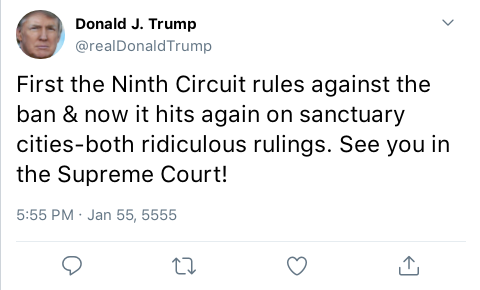 Donald J. Trump
@realDonaldTrump
First the Ninth Circuit rules against the
ban & now it hits again on sanctuary
cities-both ridiculous rulings. See you in
the Supreme Court!
5:55 PM · Jan 55, 5555